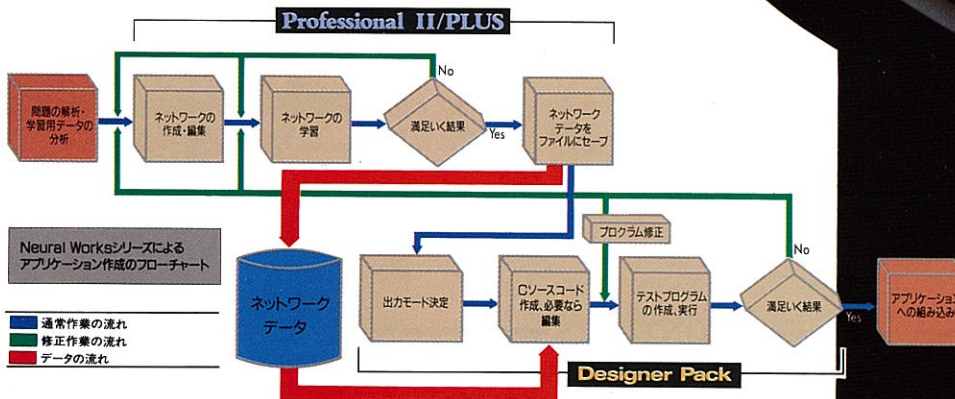 Professional II/PLUS
問題の解析・
学習用データの
分析
ネットワークの
作成・編集
ネットワークの
学習
満足いく結果
No
Yes
ネットワーク
データを
ファイルにセーブ
プログラム修正
Neural Worksシリーズによる
アプリケーション作成のフローチャート
ネットワーク
データ
出力モード決定
Cソースコード
作成、必要なら
編集
テストプログラム
の作成、実行
満足いく結果
No
Yes
アプリケーション
への組み込み
通常作業の流れ
修正作業の流れ
データの流れ
Designer Pack